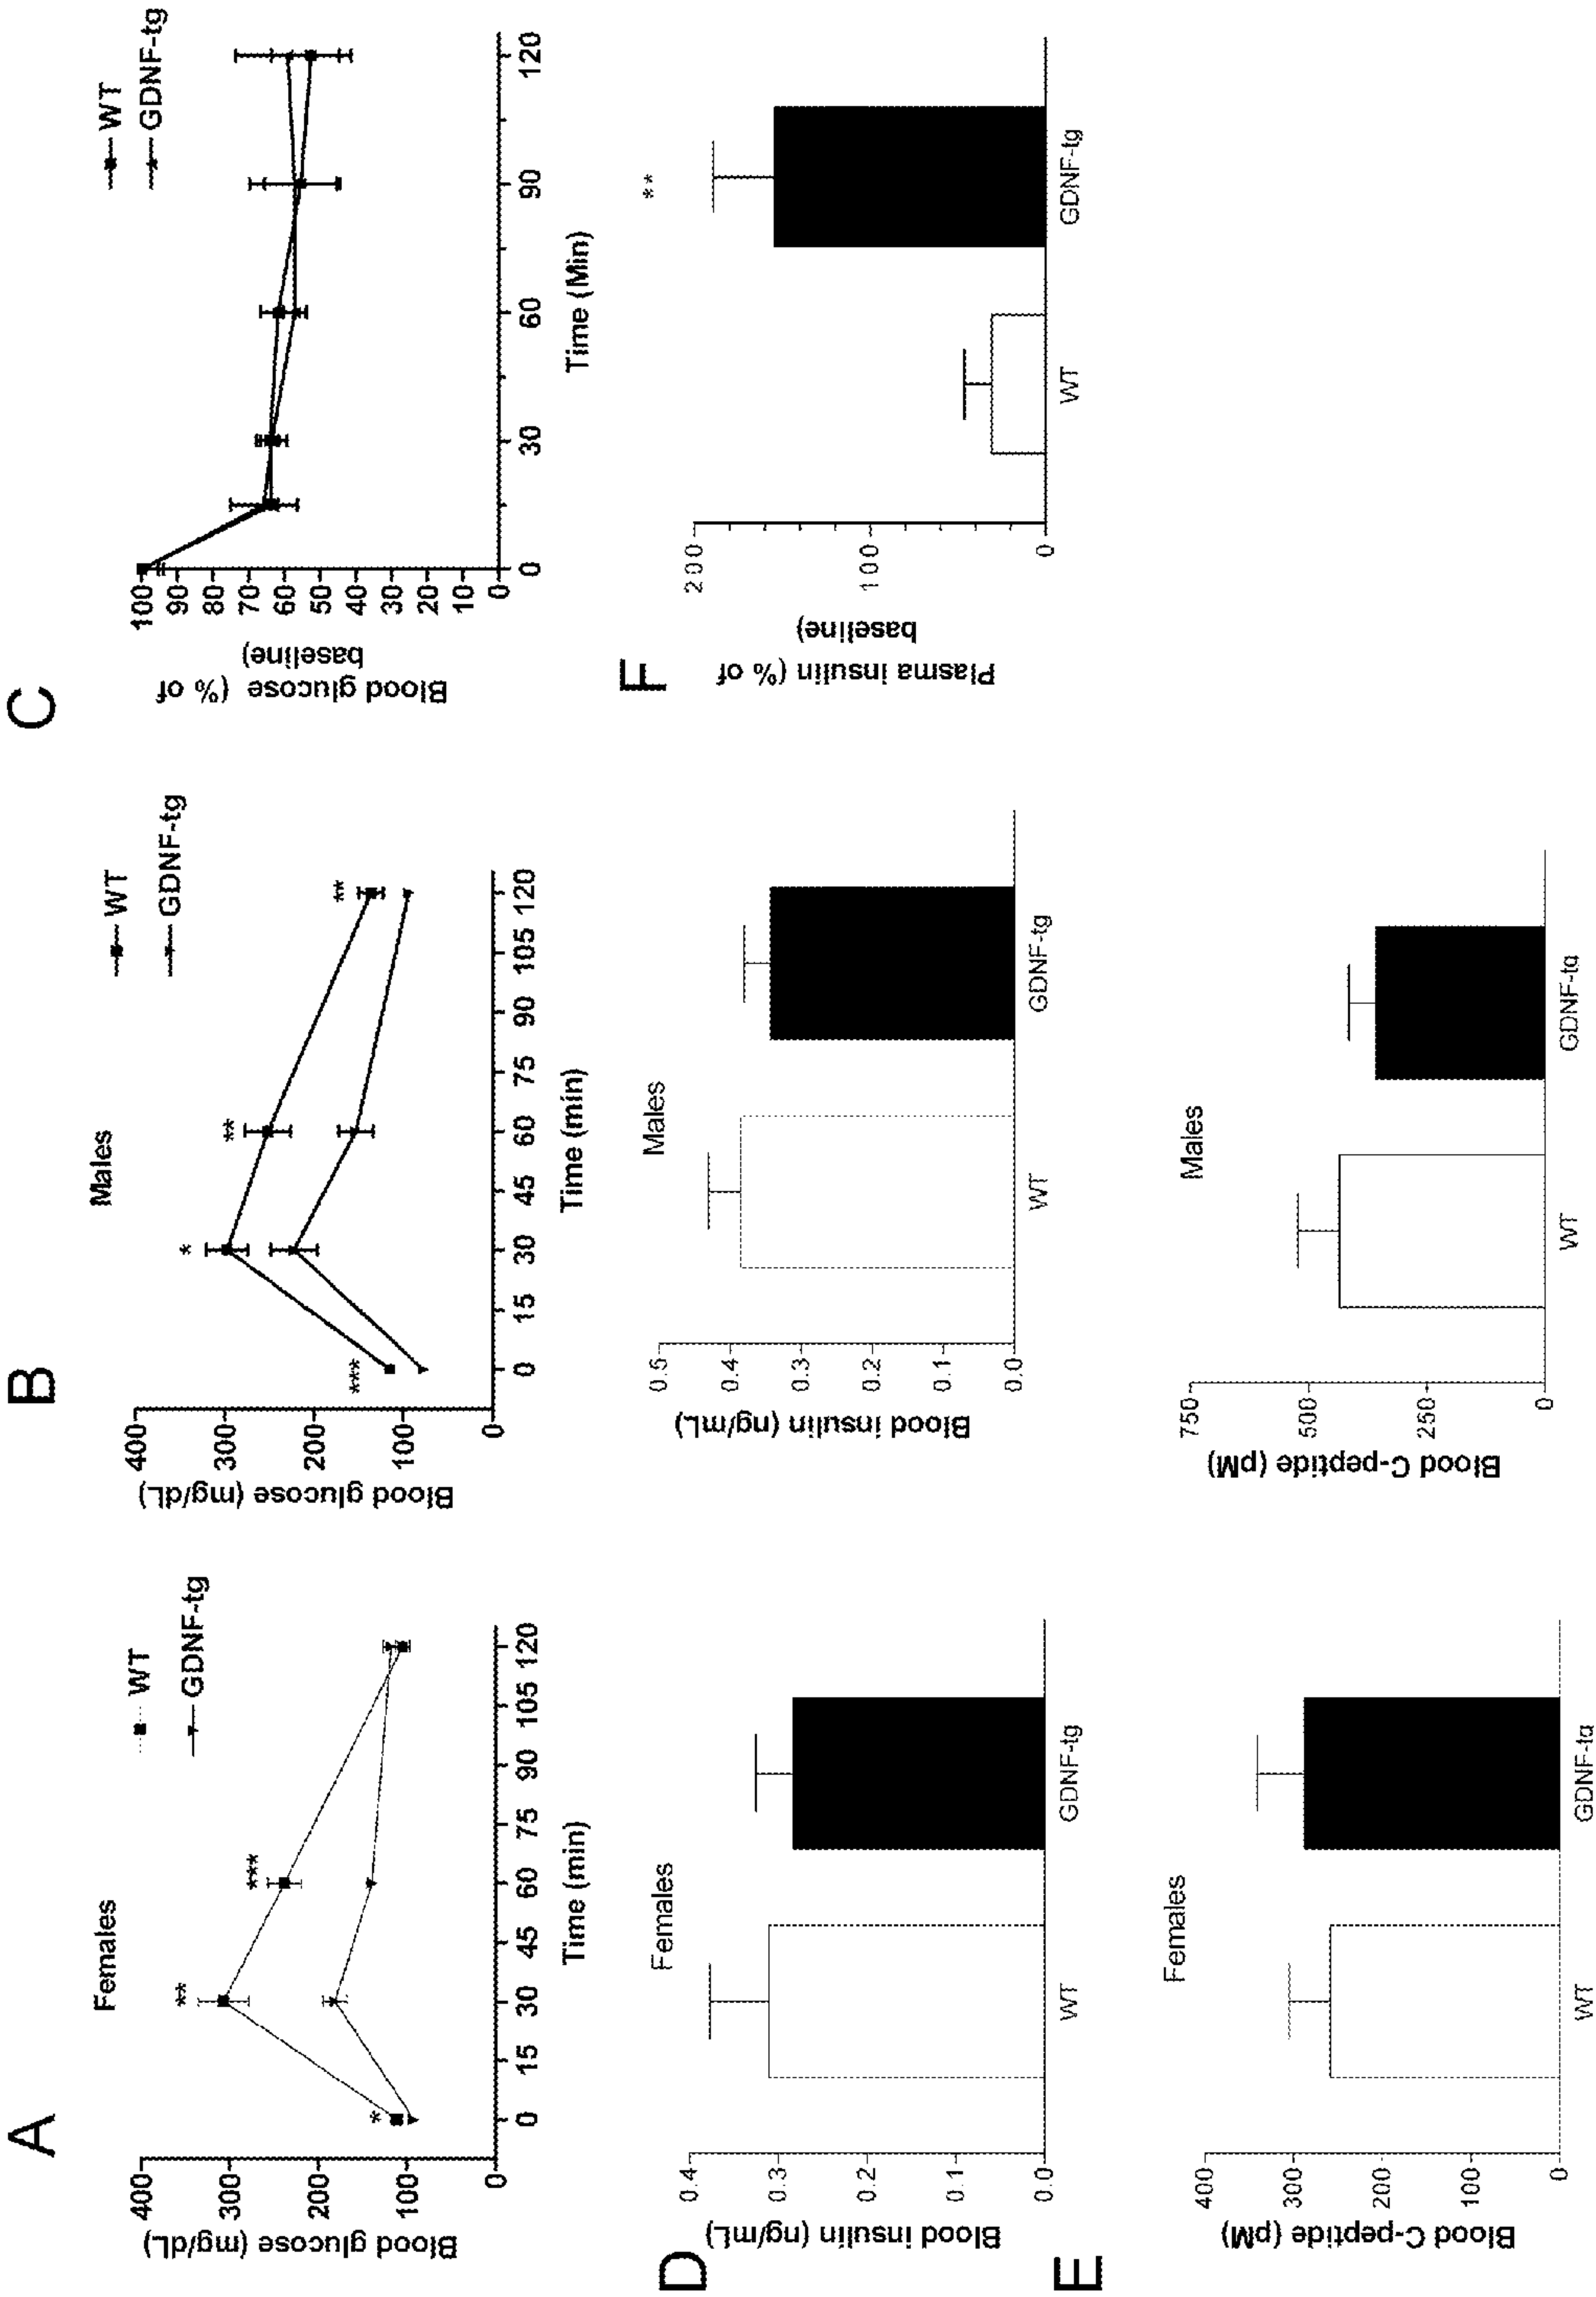 A
Females
WT
GDNF-tg
**
***
*
400
300
200
100
0
Blood glucose (mg/dL)
0 15 30 45 60 75 90 105 120
Time (min)
B
Males
WT
GDNF-tg
***
*
**
**
400
300
200
100
0
Blood glucose (mg/dL)
0 15 30 45 60 75 90 105 120
Time (min)
C
WT
GDNF-tg
100
90
80
70
60
50
40
30
20
10
0
Blood glucose (% of
baseline)
0 30 60 90 120
Time (Min)
D
Females
0.4
0.3
0.2
0.1
0.0
Blood insulin (ng/mL)
WT GDNF-tg
Males
0.5
0.4
0.3
0.2
0.1
0.0
Blood insulin (ng/mL)
WT GDNF-tg
E
Females
400
300
200
100
0
Blood C-peptide (pM)
WT GDNF-tg
Males
750
500
250
0
Blood C-peptide (pM)
WT GDNF-tg
F
**
200
100
0
Plasma insulin (% of
baseline)
WT GDNF-tg